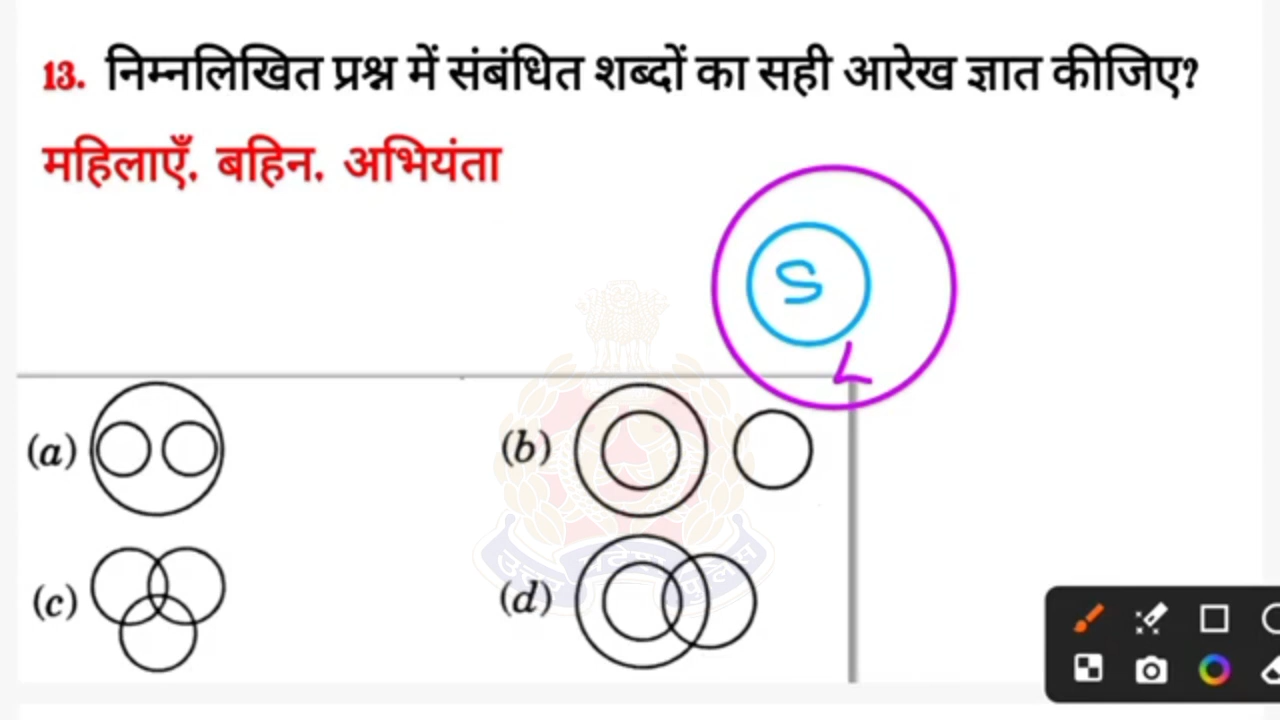 13. निम्नलिखित प्रश्न में संबंधित शब्दों का सही आरेख ज्ञात कीजिए?
महिलाएँ. बहिन. अभियंता
S
L
(a)
(b)
(c)
(d)